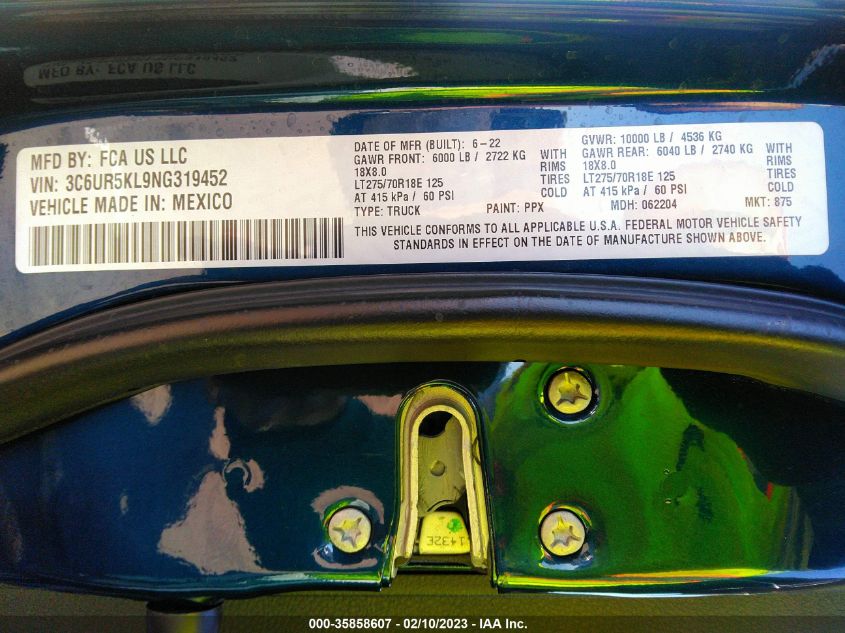 MFD BY: FCA US LLC
VIN: 3C6UR5KL9NG319452
VEHICLE MADE IN: MEXICO
DATE OF MFR (BUILT): 6-22
GAWR FRONT: 6000 LB / 2722 KG WITH
18X8.0 RIMS
LT275/70R18E 125 TIRES
AT 415 kPa / 60 PSI COLD
TYPE: TRUCK PAINT: PPX
GVWR: 10000 LB / 4536 KG
GAWR REAR: 6040 LB / 2740 KG WITH
18X8.0 RIMS
LT275/70R18E 125 TIRES
AT 415 kPa / 60 PSI COLD
MDH: 062204 MKT: 875
THIS VEHICLE CONFORMS TO ALL APPLICABLE U.S.A. FEDERAL MOTOR VEHICLE SAFETY
STANDARDS IN EFFECT ON THE DATE OF MANUFACTURE SHOWN ABOVE.
1432E
000-35858607 - 02/10/2023 - IAA Inc.